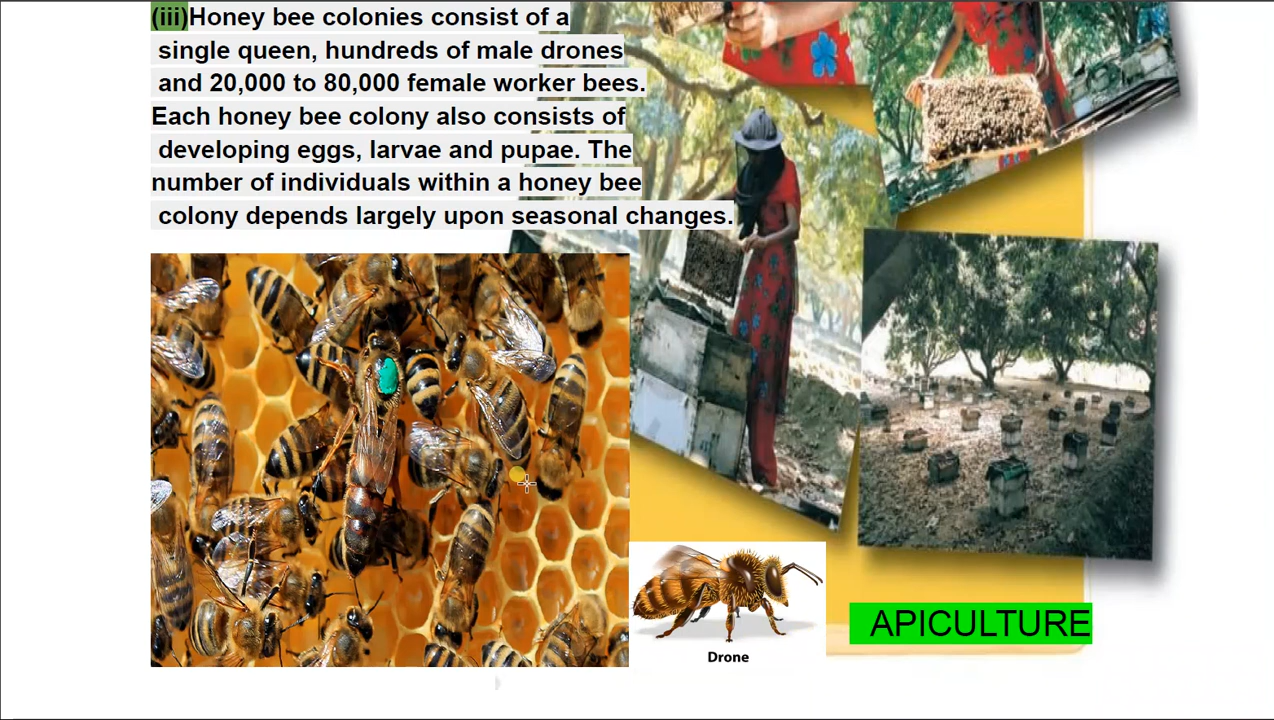 (iii)Honey bee colonies consist of a
single queen, hundreds of male drones
and 20,000 to 80,000 female worker bees.
Each honey bee colony also consists of
developing eggs, larvae and pupae. The
number of individuals within a honey bee
colony depends largely upon seasonal changes.
Drone
APICULTURE